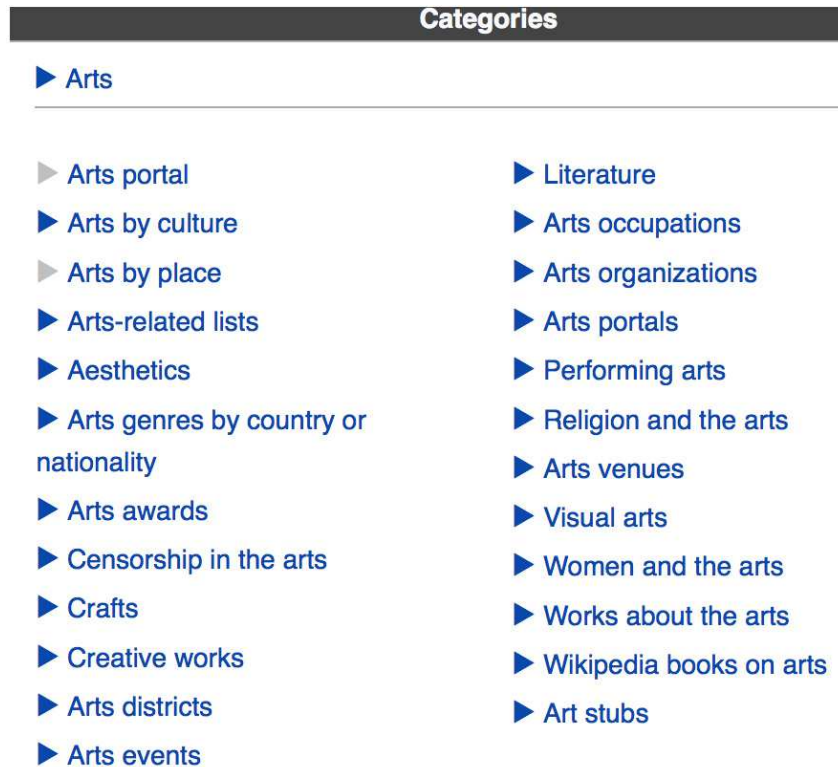 Categories
▶ Arts
▶ Arts portal
▶ Arts by culture
▶ Arts by place
▶ Arts-related lists
▶ Aesthetics
▶ Arts genres by country or
nationality
▶ Arts awards
▶ Censorship in the arts
▶ Crafts
▶ Creative works
▶ Arts districts
▶ Arts events
▶ Literature
▶ Arts occupations
▶ Arts organizations
▶ Arts portals
▶ Performing arts
▶ Religion and the arts
▶ Arts venues
▶ Visual arts
▶ Women and the arts
▶ Works about the arts
▶ Wikipedia books on arts
▶ Art stubs